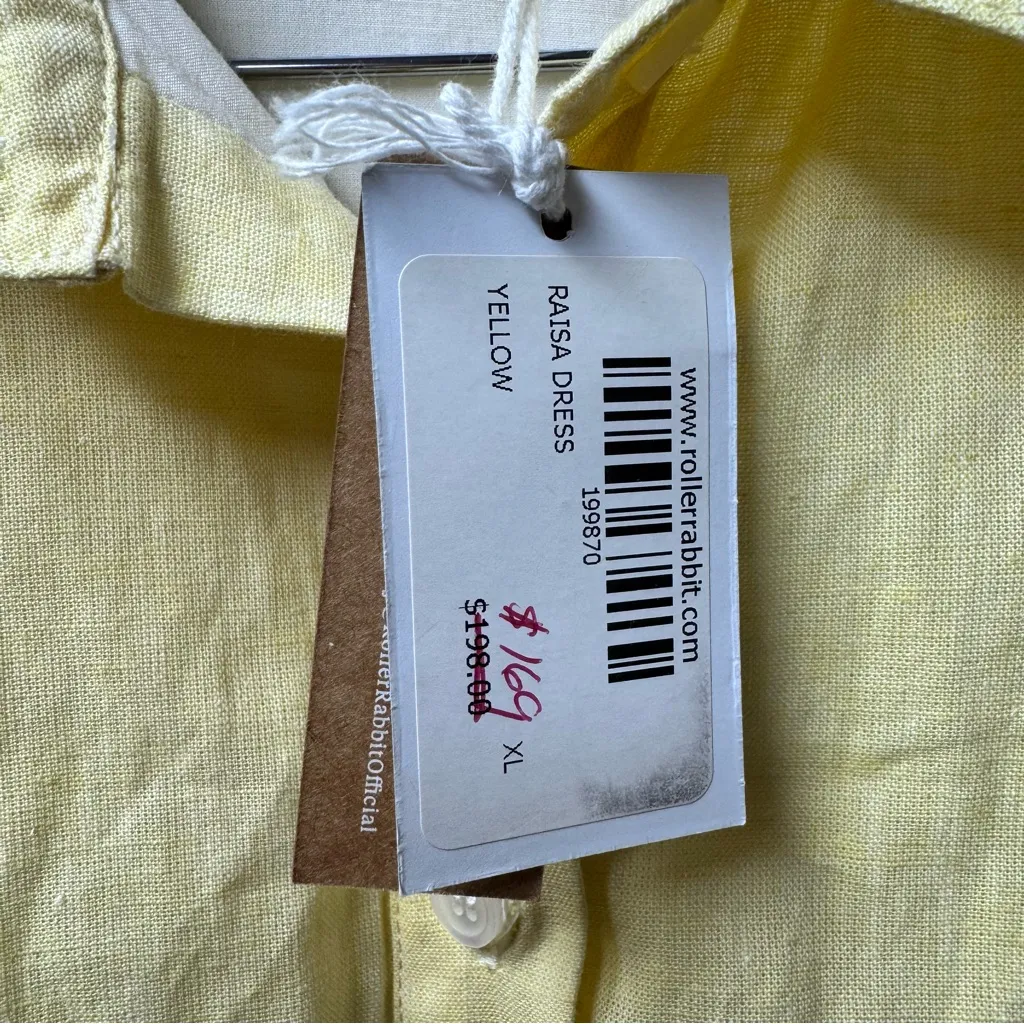 www.rollerrabbit.com
199870
RAISA DRESS
YELLOW
$169
$198.00
XL
RollerRabbitOfficial